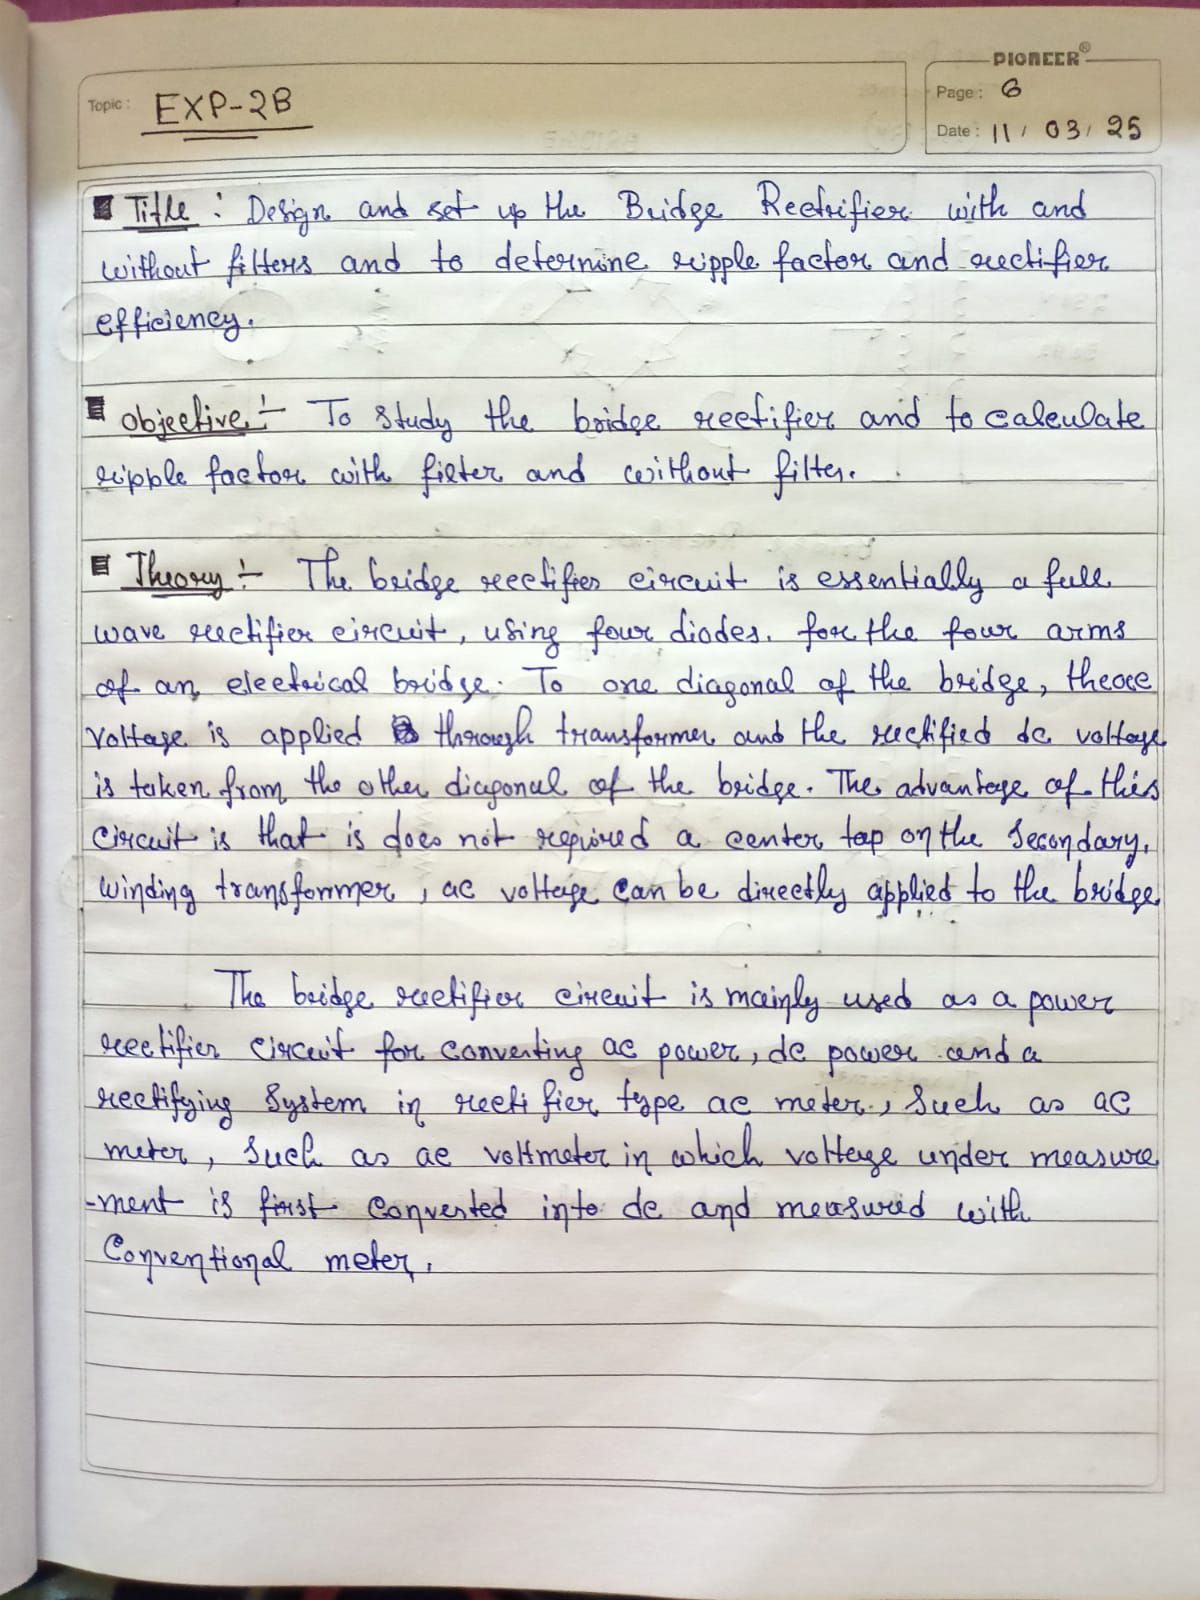 PIONEER®
Topic : EXP-2B
Page : 6
Date : 11 / 03 / 25
Title : Design and set up the Bridge Rectrifier with and
without filters and to determine ripple factor and rectifier
efficiency.
Objective :- To study the bridge rectifier and to calculate
ripple factor with filter and without filter.
Theory :- The bridge rectifier circuit is essentially a full
wave rectifier circuit, using four diodes. for the four arms
of an electrical bridge. To one diagonal of the bridge, theace
voltage is applied through transformer and the rectified dc voltage
is taken from the other diagonal of the bridge. The advantage of this
circuit is that is does not required a center tap on the Secondary.
winding transformer, ac voltage can be directly applied to the bridge
The bridge rectifier circuit is mainly used as a power
rectifier circuit for converting ac power, dc power and a
rectifying System in recti fier type ac meter, Such as ac
meter, Such as ac voltmeter in which voltage under measure
-ment is first converted into dc and measured with
Conventional meter.